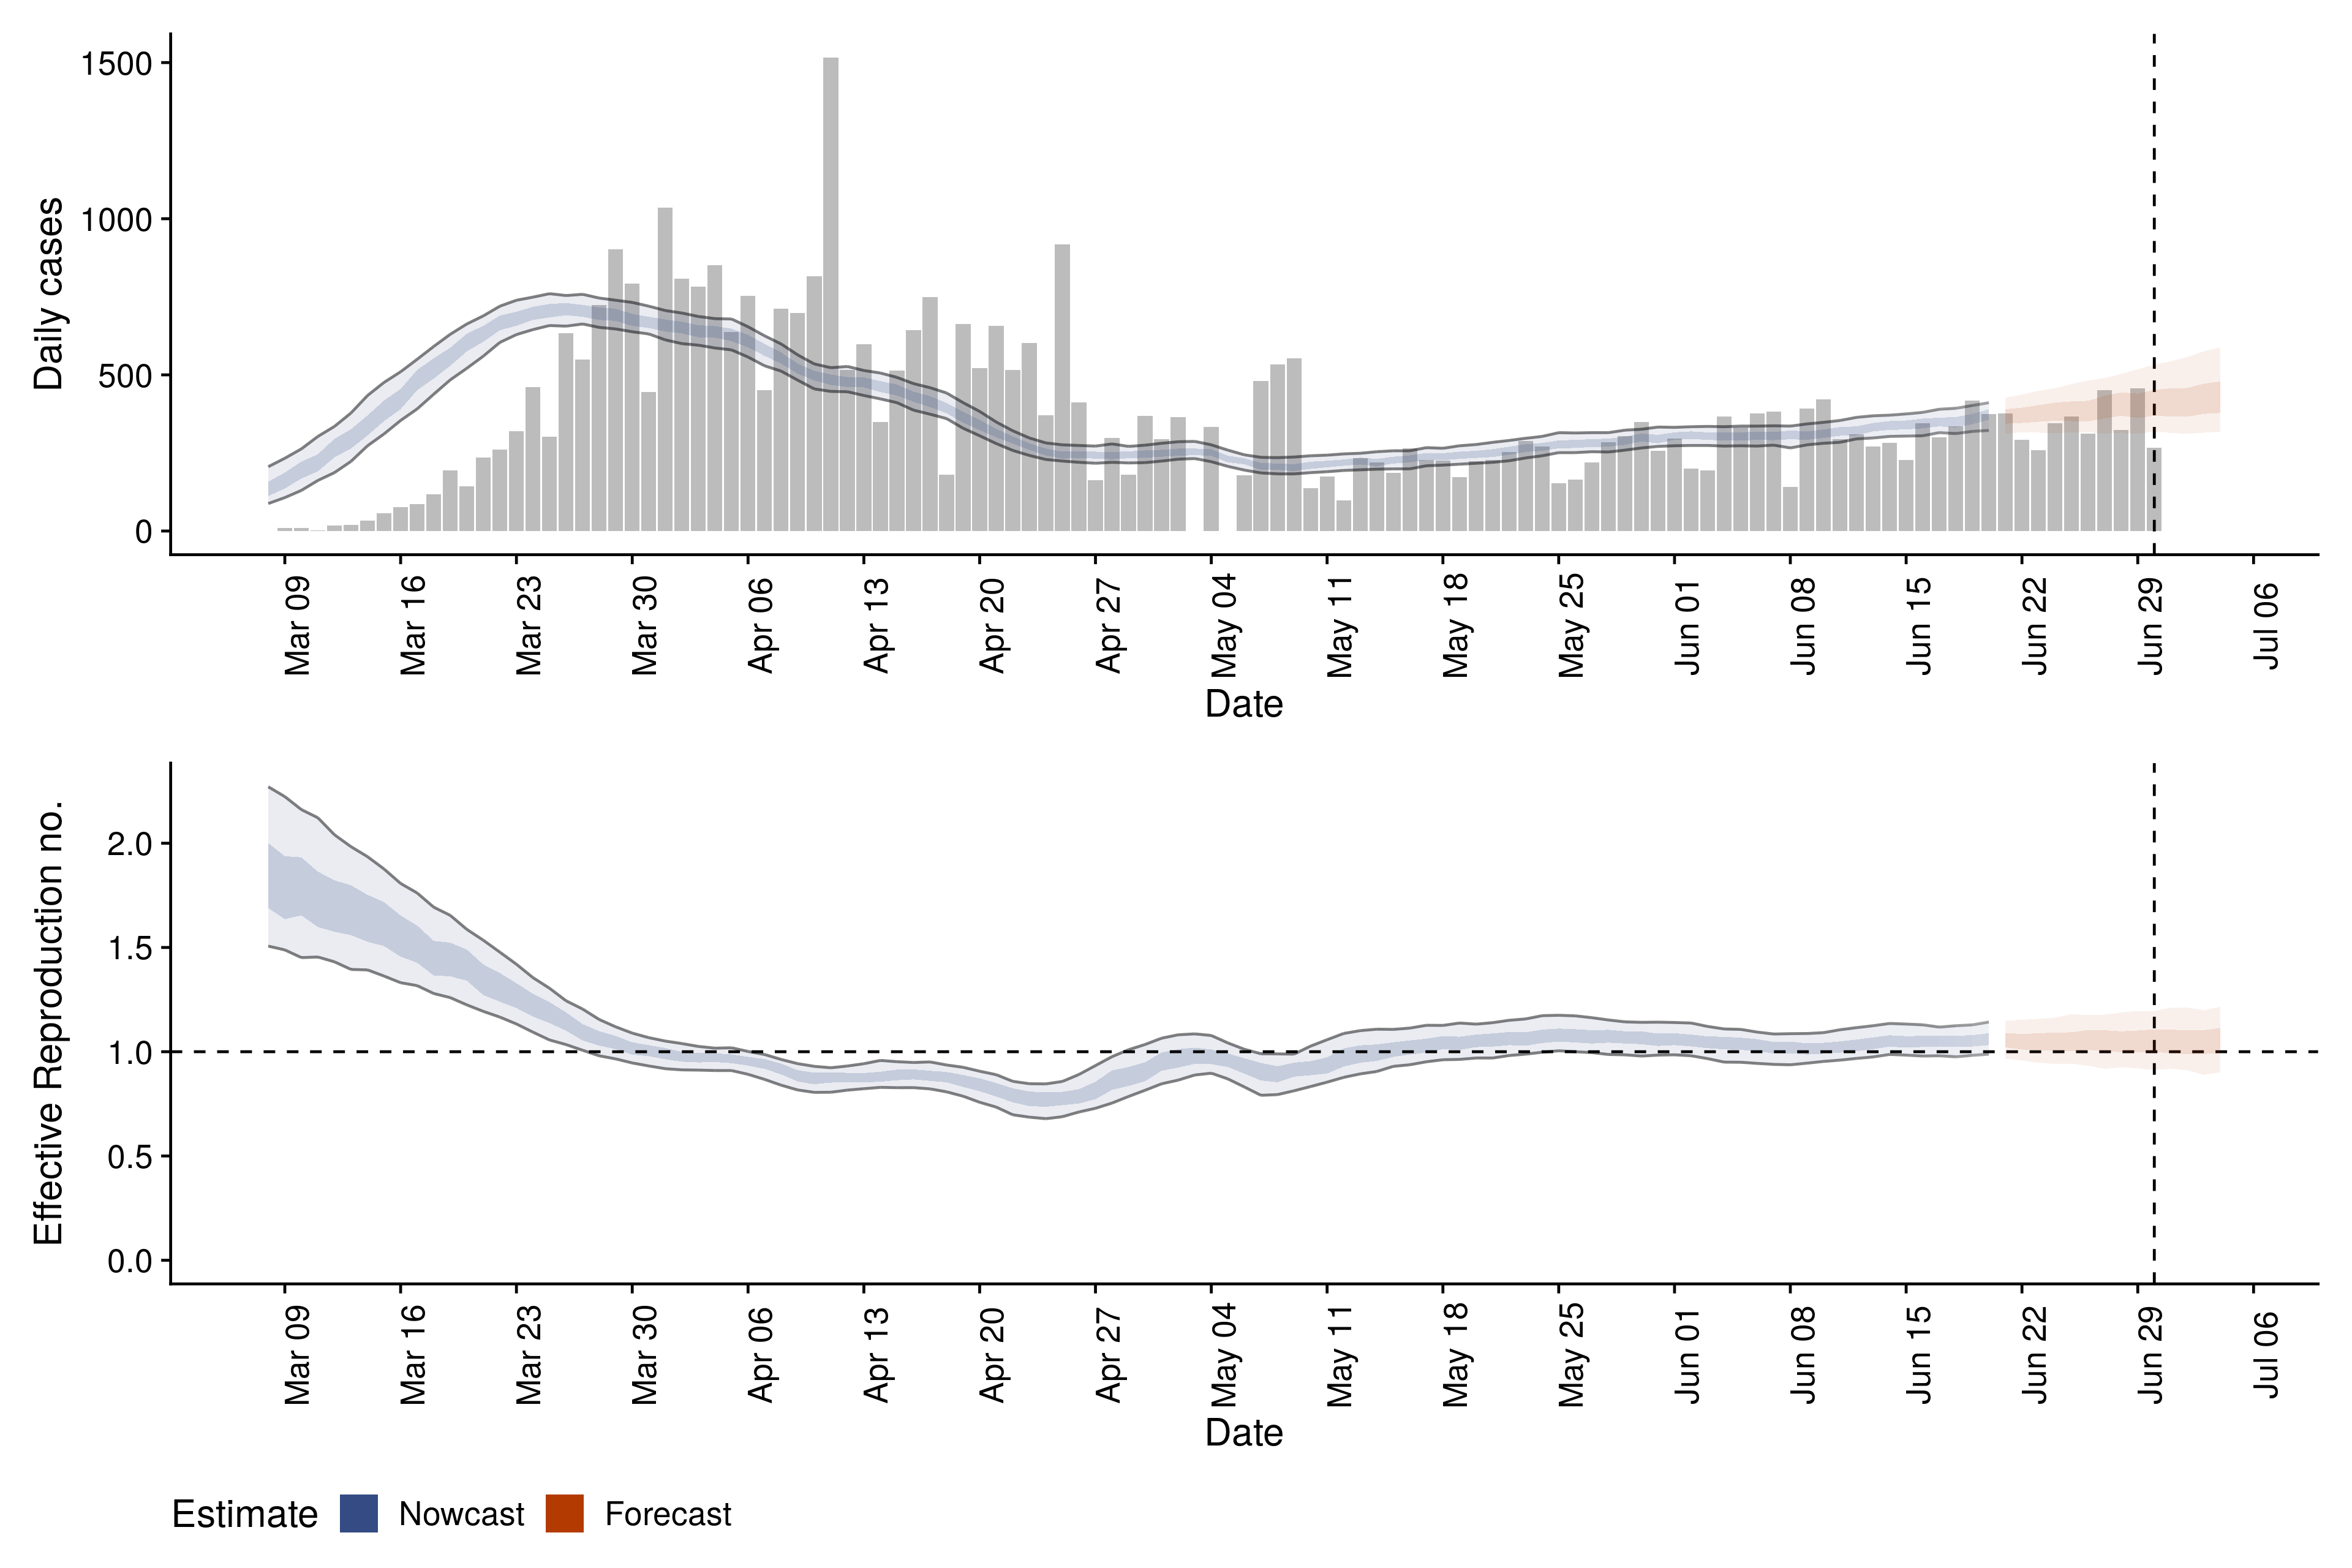 1500
1000
500
0
Daily cases
Mar 09 Mar 16 Mar 23 Mar 30 Apr 06 Apr 13 Apr 20 Apr 27 May 04 May 11 May 18 May 25 Jun 01 Jun 08 Jun 15 Jun 22 Jun 29 Jul 06
Date
2.0
1.5
1.0
0.5
0.0
Effective Reproduction no.
Mar 09 Mar 16 Mar 23 Mar 30 Apr 06 Apr 13 Apr 20 Apr 27 May 04 May 11 May 18 May 25 Jun 01 Jun 08 Jun 15 Jun 22 Jun 29 Jul 06
Date
Estimate Nowcast Forecast